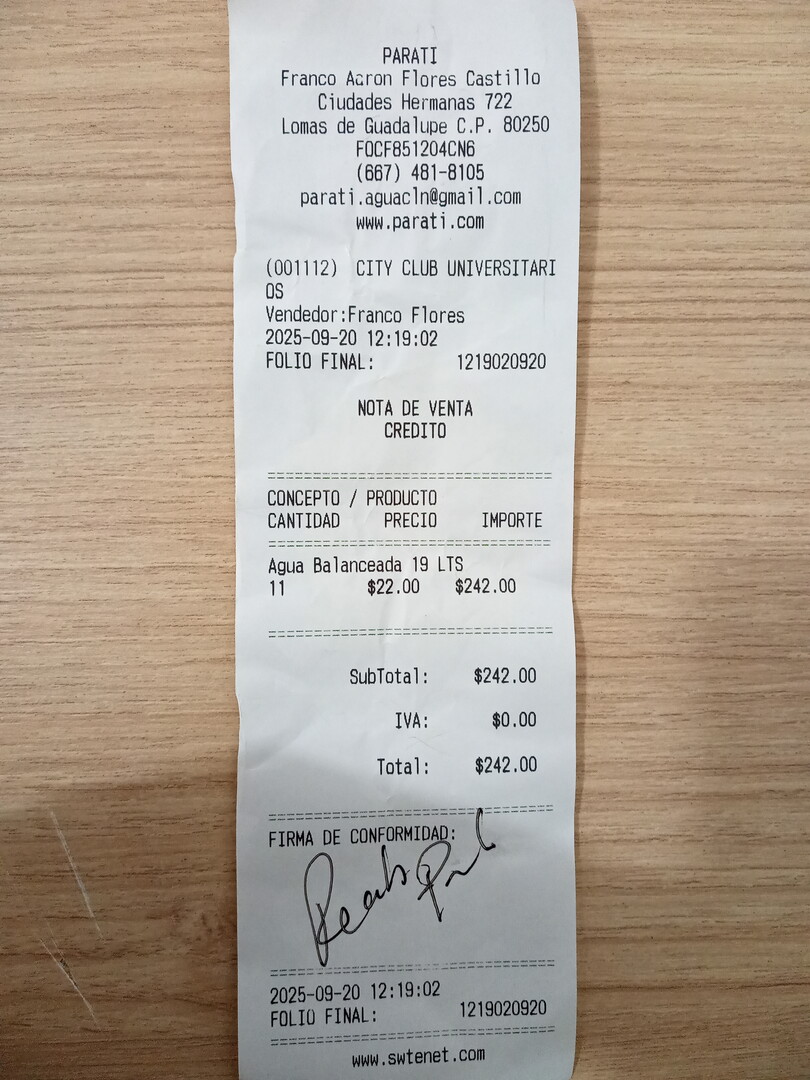 PARATI
Franco Aaron Flores Castillo
Ciudades Hermanas 722
Lomas de Guadalupe C.P. 80250
FOCF851204CN6
(667) 481-8105
parati.aguacln@gmail.com
www.parati.com
(001112) CITY CLUB UNIVERSITARI
OS
Vendedor:Franco Flores
2025-09-20 12:19:02
FOLIO FINAL: 1219020920
NOTA DE VENTA
CREDITO
CONCEPTO / PRODUCTO
CANTIDAD PRECIO IMPORTE
Agua Balanceada 19 LTS
11 $22.00 $242.00
SubTotal: $242.00
IVA: $0.00
Total: $242.00
FIRMA DE CONFORMIDAD:
2025-09-20 12:19:02
FOLIO FINAL: 1219020920
www.swtenet.com